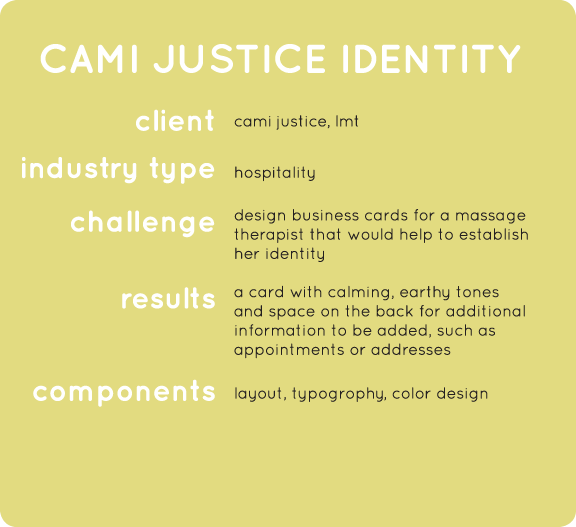 CAMI JUSTICE IDENTITY
client cami justice, lmt
industry type hospitality
challenge design business cards for a massage
therapist that would help to establish
her identity
results a card with calming, earthy tones
and space on the back for additional
information to be added, such as
appointments or addresses
components layout, typography, color design